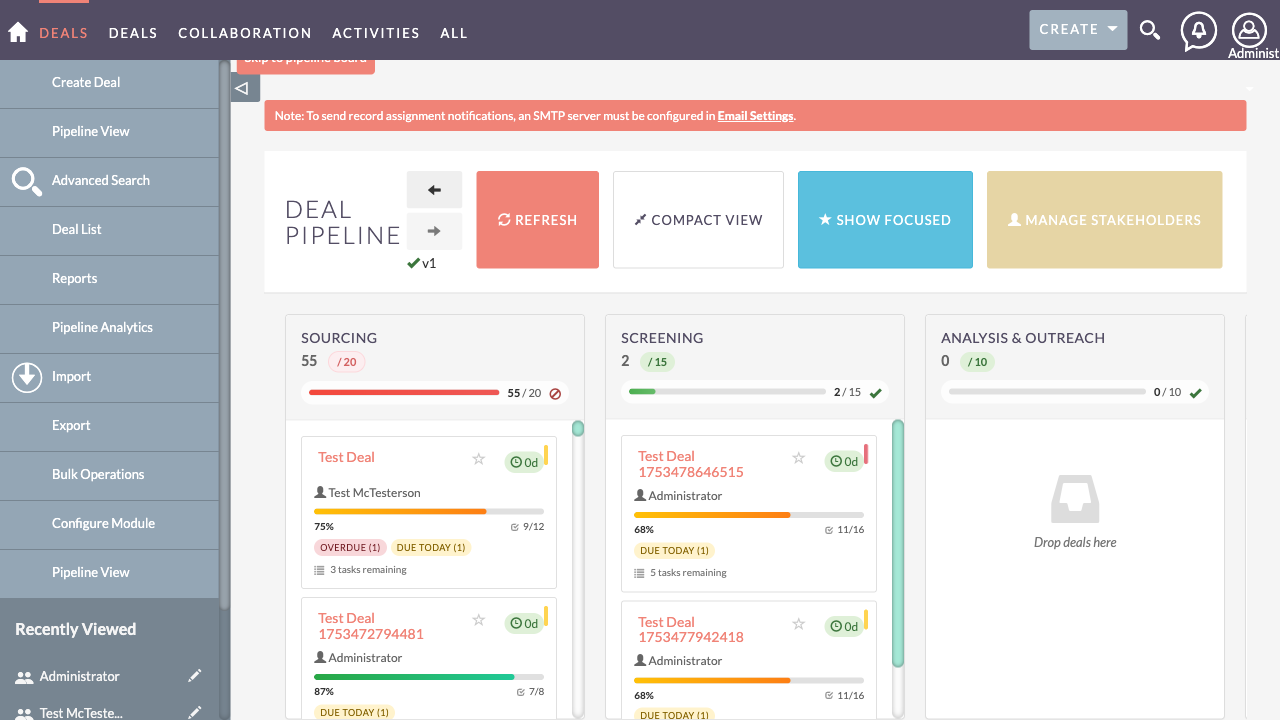 DEALS DEALS COLLABORATION ACTIVITIES ALL CREATE
Administ
Skip to pipeline board
Create Deal
Pipeline View
Advanced Search
Deal List
Reports
Pipeline Analytics
Import
Export
Bulk Operations
Configure Module
Pipeline View
Recently Viewed
Administrator
Test McTeste...
Note: To send record assignment notifications, an SMTP server must be configured in Email Settings.
DEAL
PIPELINE
v1
REFRESH
COMPACT VIEW
SHOW FOCUSED
MANAGE STAKEHOLDERS
SOURCING
55 / 20
55 / 20
Test Deal
0d
Test McTesterson
75% 9/12
OVERDUE (1) DUE TODAY (1)
3 tasks remaining
Test Deal
1753472794481
0d
Administrator
87% 7/8
DUE TODAY (1)
SCREENING
2 / 15
2 / 15
Test Deal
1753478646515
0d
Administrator
68% 11/16
DUE TODAY (1)
5 tasks remaining
Test Deal
1753477942418
0d
Administrator
68% 11/16
DUE TODAY (1)
ANALYSIS & OUTREACH
0 / 10
0 / 10
Drop deals here